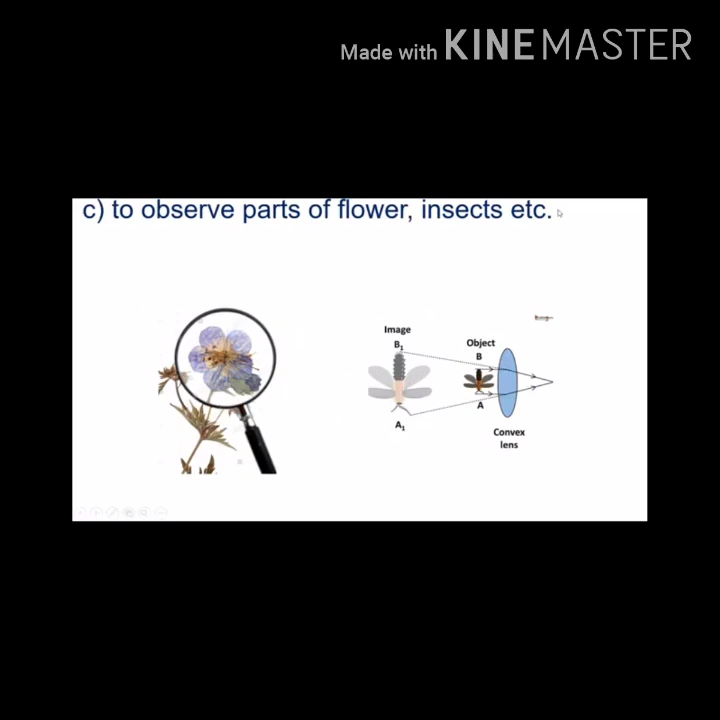 Made with KINEMASTER
c) to observe parts of flower, insects etc.
Image
B₁
Object
B
A
A₁
Convex
lens